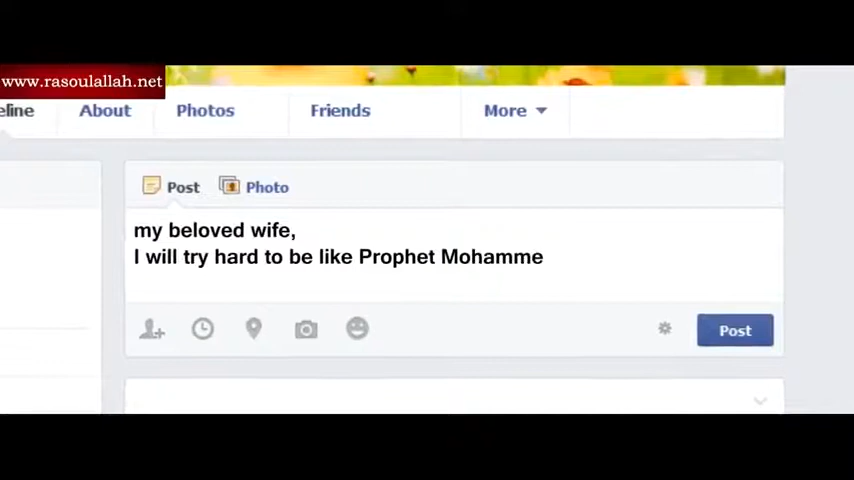 www.rasoulallah.net
eline About Photos Friends More
Post Photo
my beloved wife,
I will try hard to be like Prophet Mohamme
Post